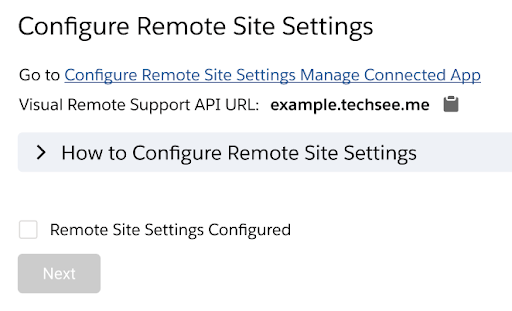 Configure Remote Site Settings
Go to Configure Remote Site Settings Manage Connected App
Visual Remote Support API URL: example.techsee.me
How to Configure Remote Site Settings
Remote Site Settings Configured
Next